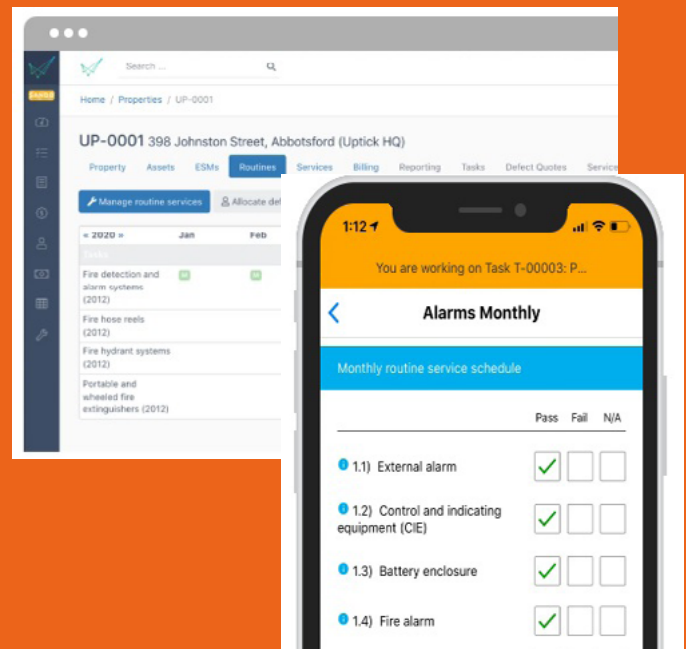 Search ...
Home / Properties / UP-0001
UP-0001 398 Johnston Street, Abbotsford (Uptick HQ)
Property Assets ESMs Routines Services Billing Reporting Tasks Defect Quotes Service
Manage routine services Allocate def
« 2020 » Jan Feb
Tasks
Fire detection and
alarm systems
(2012)
Fire hose reels
(2012)
Fire hydrant systems
(2012)
Portable and
wheeled fire
extinguishers (2012)
1:12
You are working on Task T-00003: P...
Alarms Monthly
Monthly routine service schedule
Pass Fail N/A
1.1) External alarm
1.2) Control and indicating
equipment (CIE)
1.3) Battery enclosure
1.4) Fire alarm